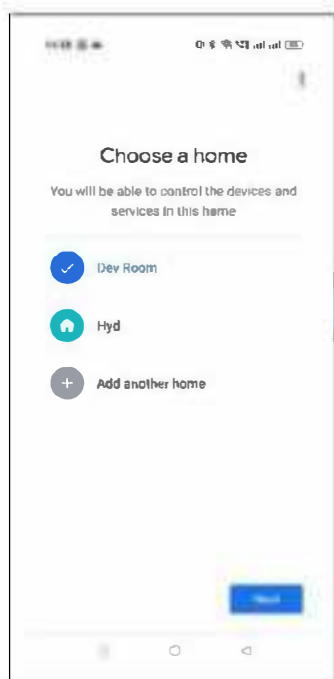 Choose a home
You will be able to control the devices and
services in this home
Dev Room
Hyd
Add another home
Next